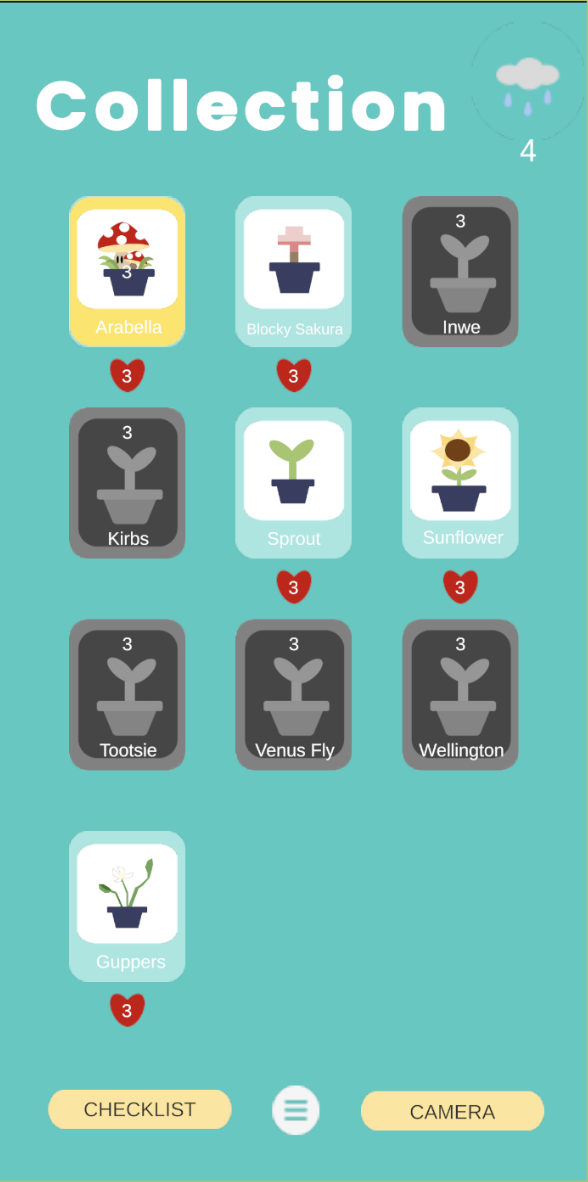 Collection
4
3
3
Arabella
Blocky Sakura
Inwe
3
3
3
Kirbs
Sprout
Sunflower
3
3
3
3
3
Tootsie
Venus Fly
Wellington
Guppers
3
CHECKLIST
CAMERA